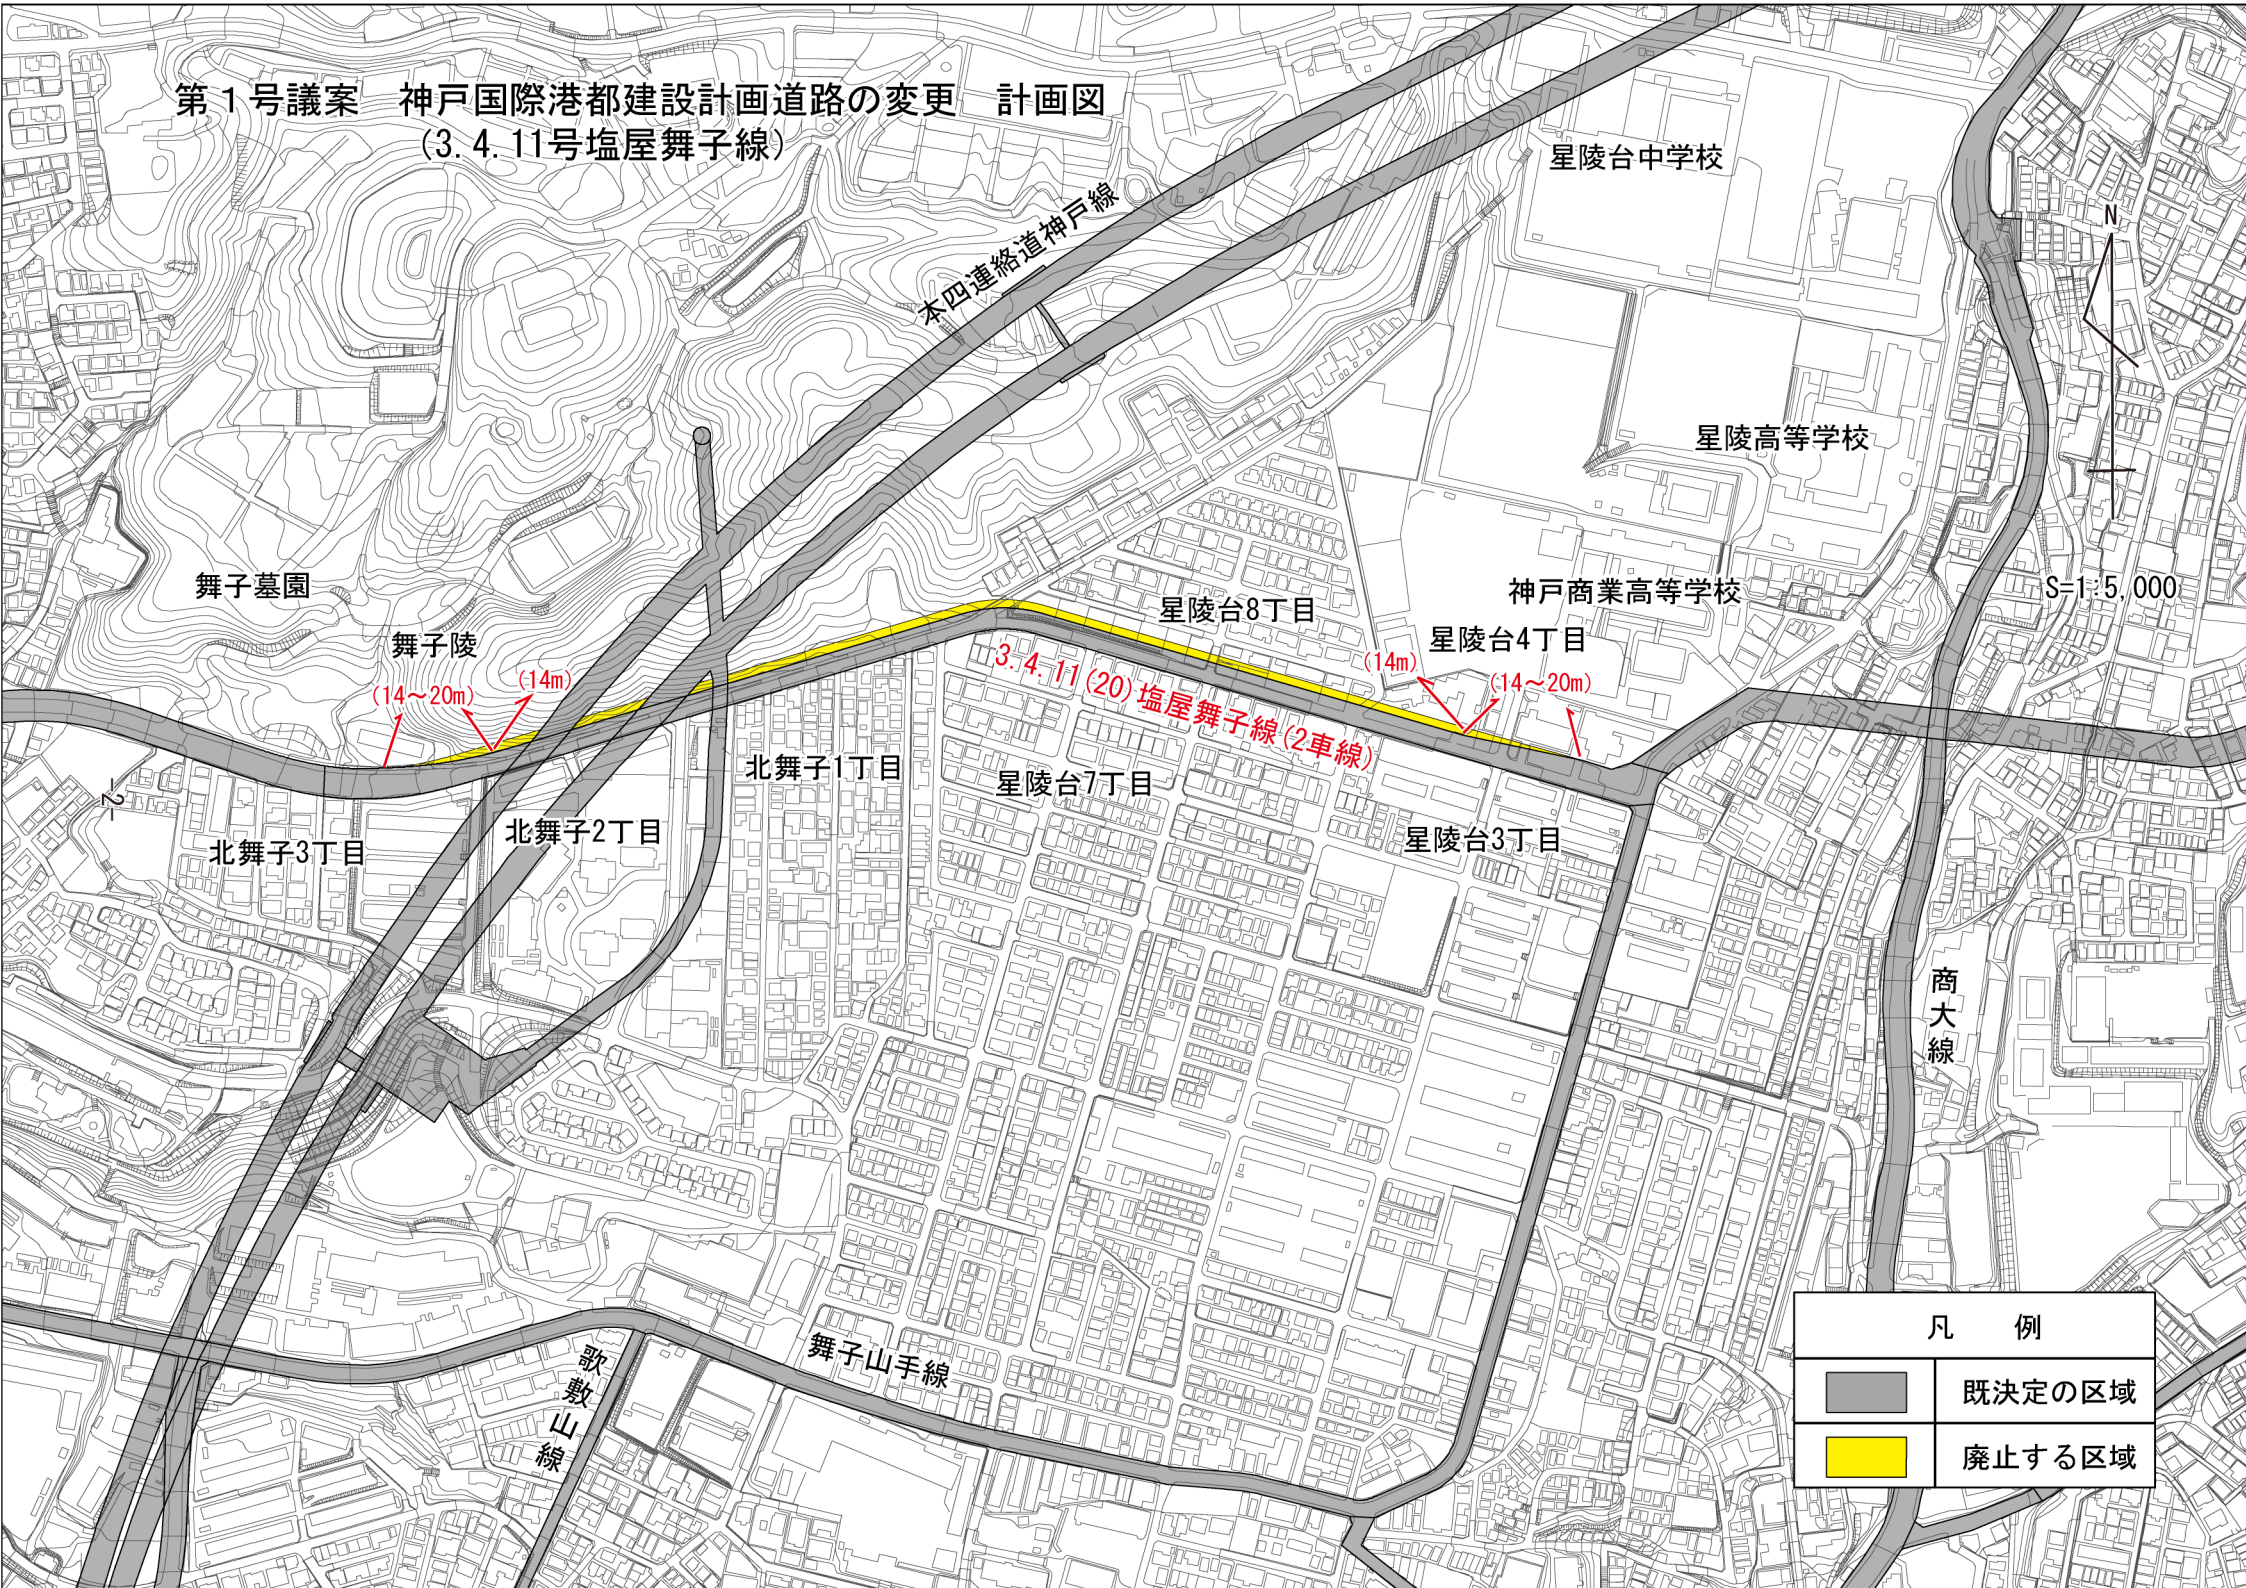 第1号議案　神戸国際港都建設計画道路の変更　計画図
(3.4.11号塩屋舞子線)
星陵台中学校
本四連絡道神戸線
N
星陵高等学校
舞子墓園
神戸商業高等学校
S=1:5,000
星陵台8丁目
舞子陵
星陵台4丁目
(14～20m)
(14m)
3.4.11(20)塩屋舞子線(2車線)
(14m)
(14～20m)
北舞子1丁目
星陵台7丁目
北舞子2丁目
北舞子3丁目
星陵台3丁目
商大線
舞子山手線
歌敷山線
凡　例
既決定の区域
廃止する区域